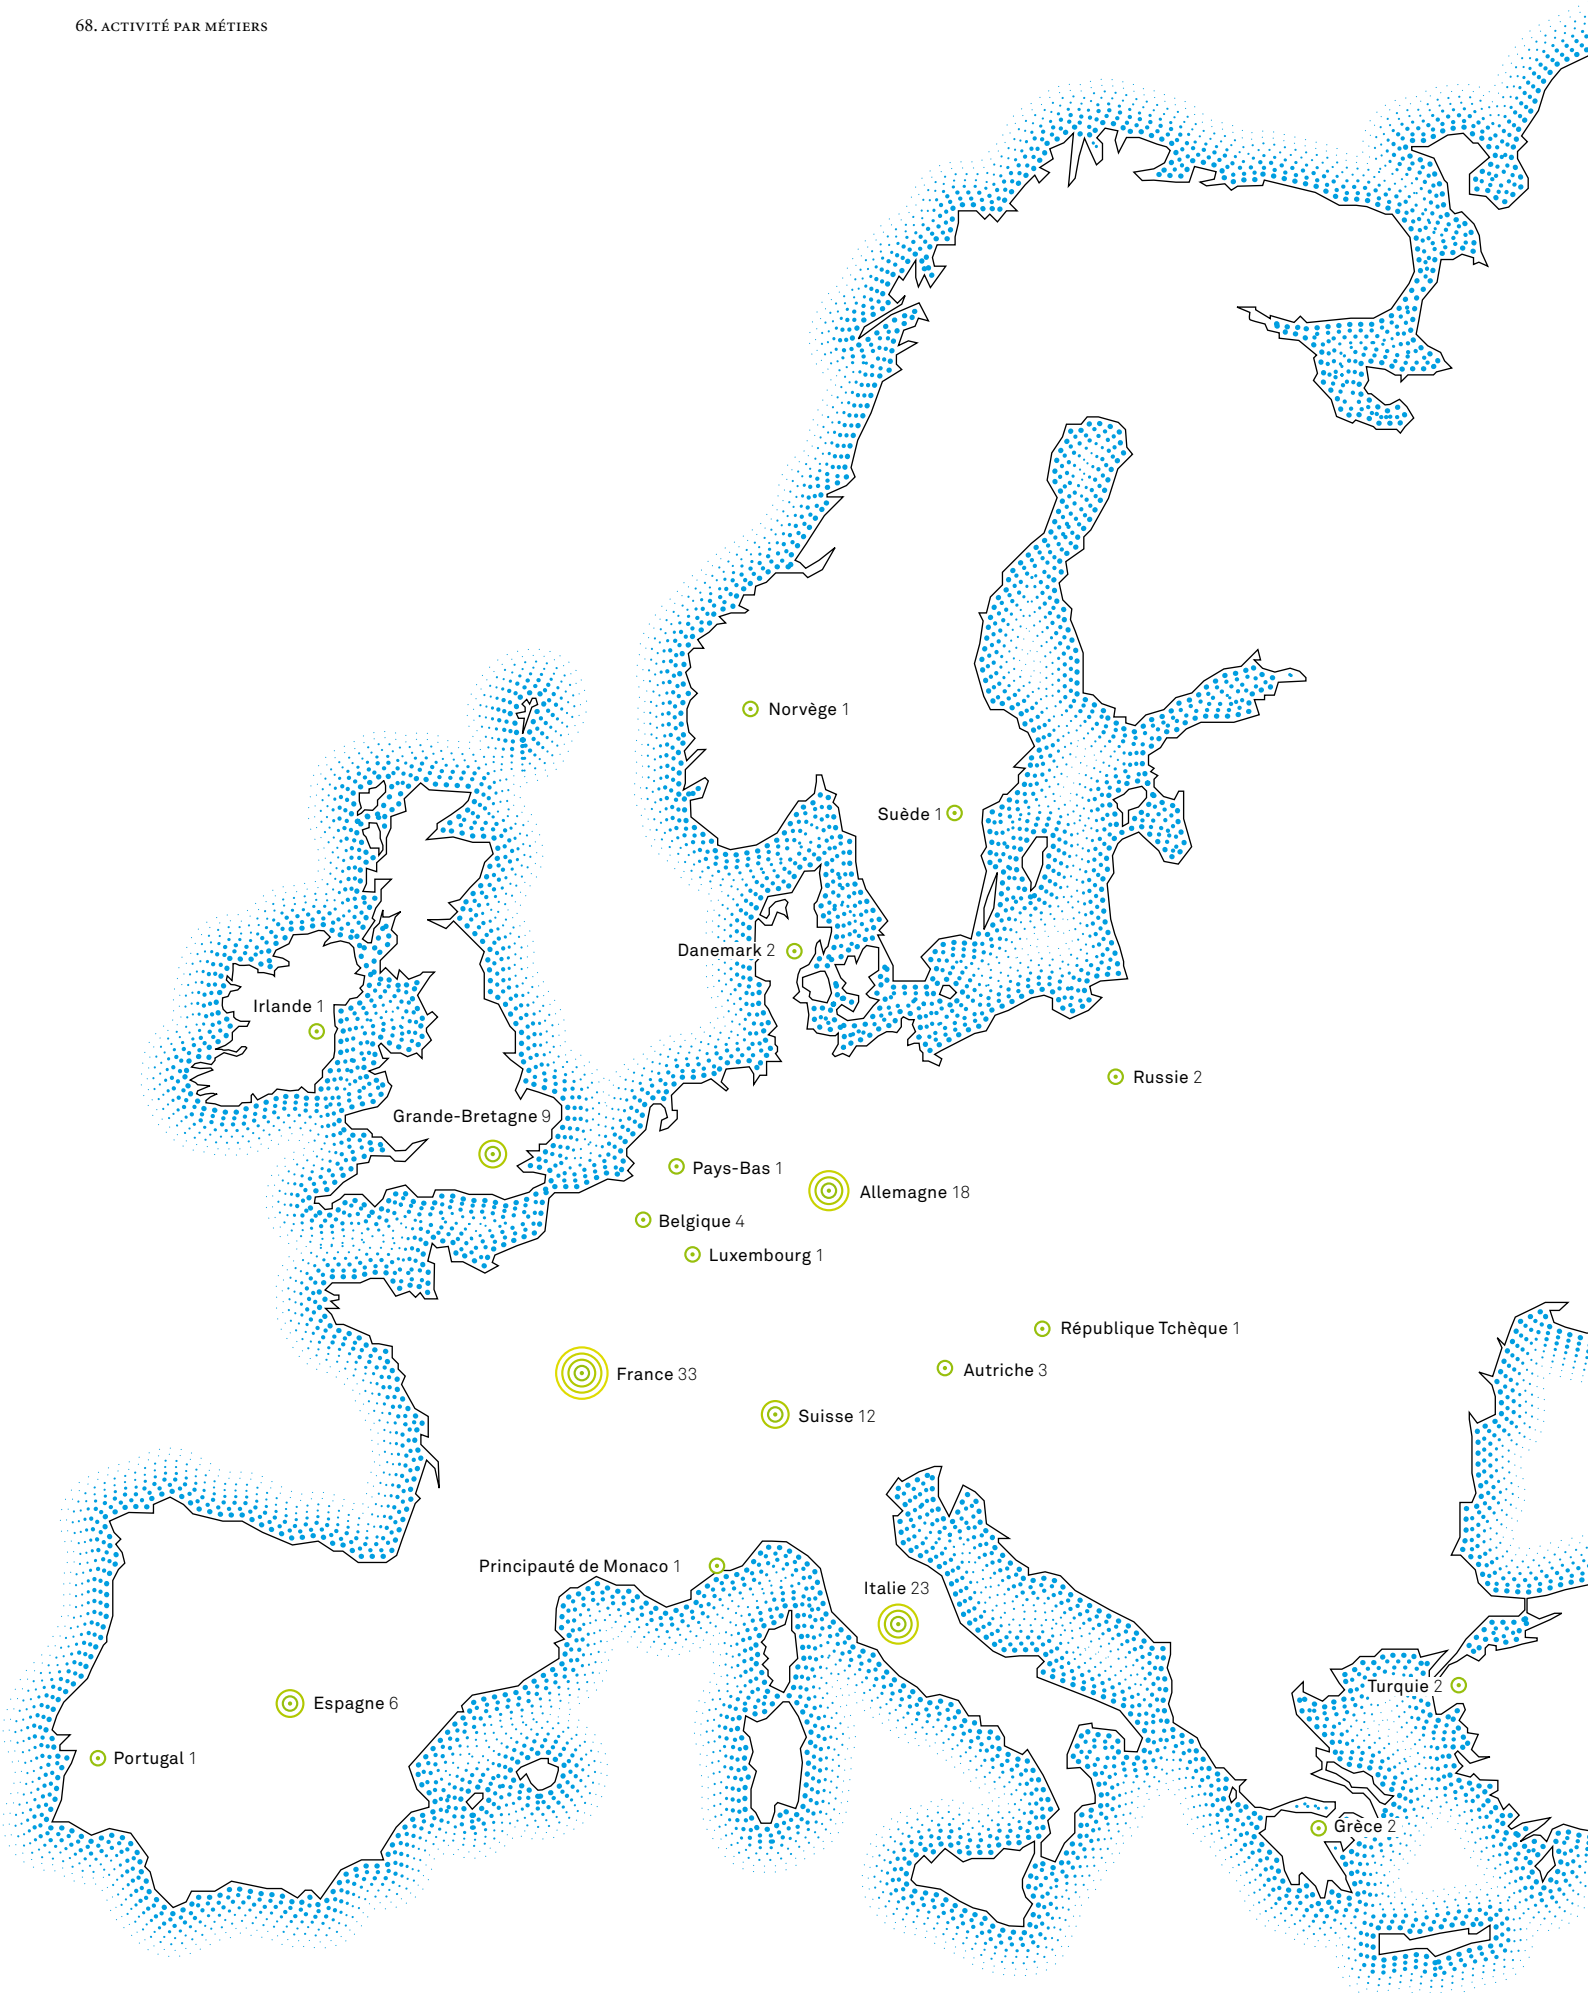 68. ACTIVITÉ PAR MÉTIERS
Norvège 1
Suède 1
Danemark 2
Irlande 1
Russie 2
Grande-Bretagne 9
Pays-Bas 1
Allemagne 18
Belgique 4
Luxembourg 1
République Tchèque 1
Autriche 3
France 33
Suisse 12
Principauté de Monaco 1
Italie 23
Turquie 2
Espagne 6
Portugal 1
Grèce 2